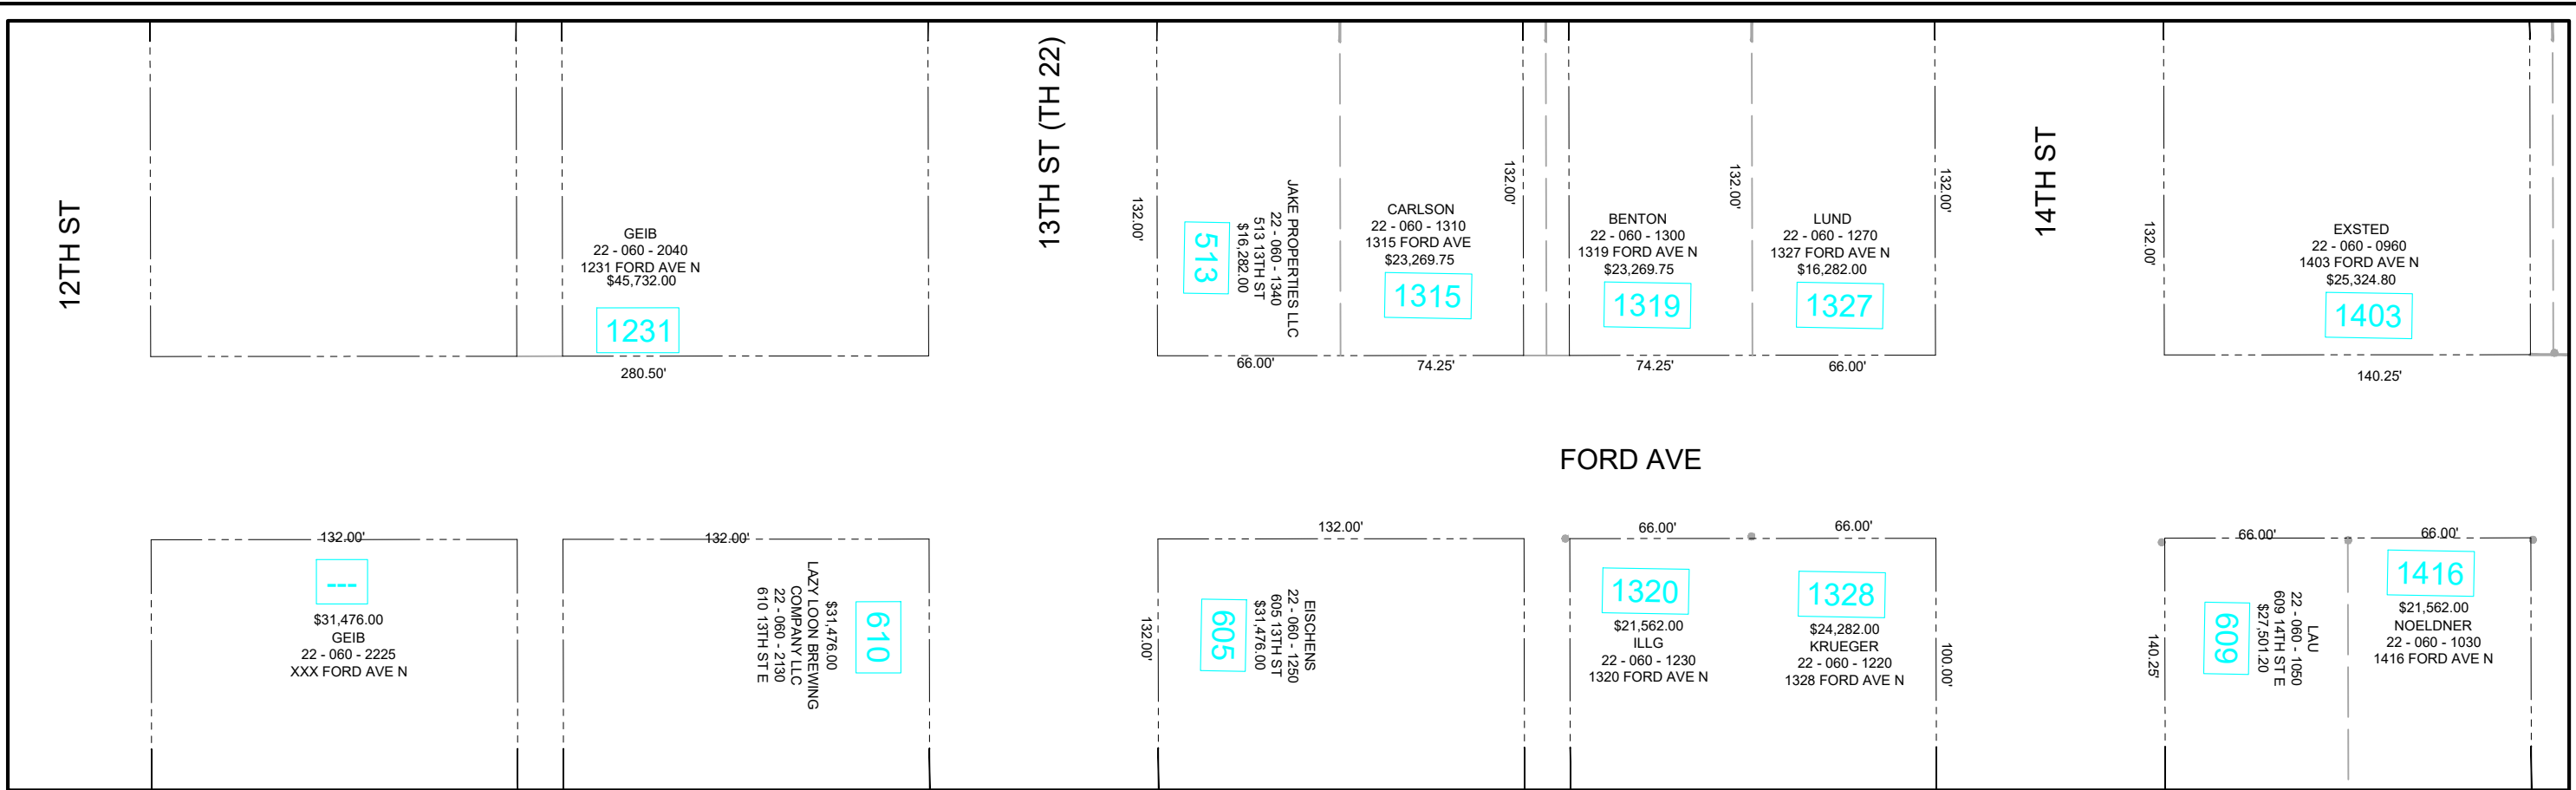 12TH ST
GEIB
22 - 060 - 2040
1231 FORD AVE N
$45,732.00
1231
280.50'
13TH ST (TH 22)
132.00'
513
JAKE PROPERTIES LLC
22 - 060 - 1340
513 13TH ST
$16,282.00
66.00'
CARLSON
22 - 060 - 1310
1315 FORD AVE
$23,269.75
1315
132.00'
74.25'
BENTON
22 - 060 - 1300
1319 FORD AVE N
$23,269.75
1319
132.00'
74.25'
LUND
22 - 060 - 1270
1327 FORD AVE N
$16,282.00
1327
132.00'
66.00'
14TH ST
132.00'
EXSTED
22 - 060 - 0960
1403 FORD AVE N
$25,324.80
1403
140.25'
FORD AVE
132.00'
---
$31,476.00
GEIB
22 - 060 - 2225
XXX FORD AVE N
132.00'
$31,476.00
LAZY LOON BREWING
COMPANY LLC
22 - 060 - 2130
610 13TH ST E
610
132.00'
132.00'
605
EISCHENS
22 - 060 - 1250
605 13TH ST
$31,476.00
66.00'
1320
$21,562.00
ILLG
22 - 060 - 1230
1320 FORD AVE N
66.00'
1328
$24,282.00
KRUEGER
22 - 060 - 1220
1328 FORD AVE N
100.00'
140.25'
66.00'
609
LAU
22 - 060 - 1050
609 14TH ST E
$27,501.20
66.00'
1416
$21,562.00
NOELDNER
22 - 060 - 1030
1416 FORD AVE N